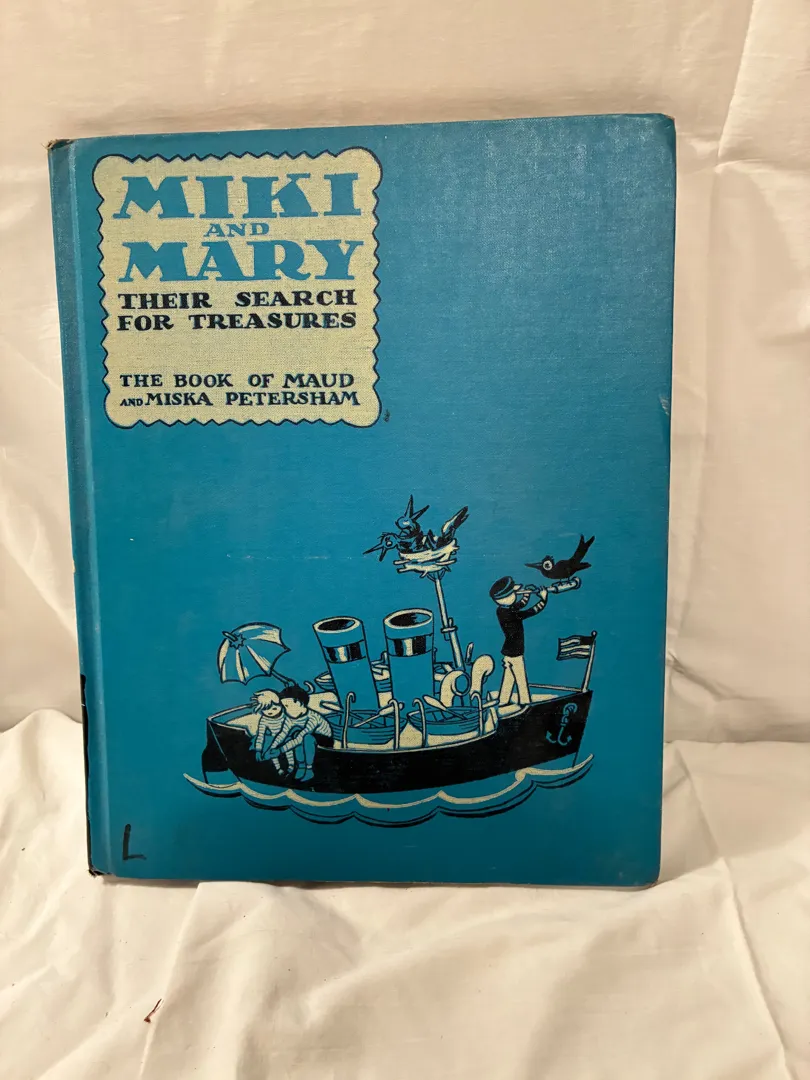 MIKI
AND
MARY
THEIR SEARCH
FOR TREASURES
THE BOOK OF MAUD
AND MISKA PETERSHAM
L